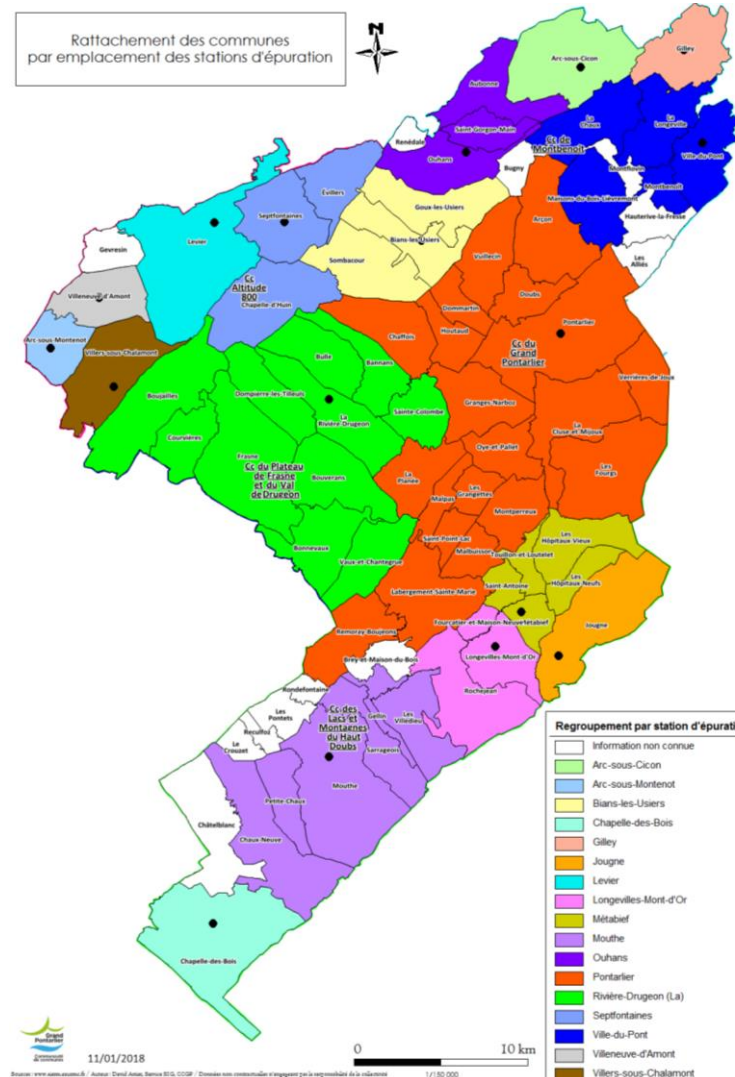 Rattachement des communes
par emplacement des stations d'épuration
N
Gilley
Arc-sous-Cicon
Aubonne
La
Chaux
La
Longeville
Saint-Gorgon-Main
Renédale
Cc de
Montbenoit
Ville-du-Pont
Ouhans
Bugny
Monthuvin
Montbenoit
Maisons-du-Bois-Lièvremont
Evillers
Hauterive-la-Fresse
Goux-les-Usiers
Arçon
Septfontaines
Levier
Bians-les-Usiers
Vuillecin
Les
Alliés
Gevresin
Sombacour
Cc
Altitude
800
Doubs
Villeneuve-d'Amont
Chapelle-d'Huin
Dommartin
Pontarlier
Houtaud
Chaffois
Cc du
Grand
Pontarlier
Arc-sous-Montenot
Villers-sous-Chalamont
Bulle
Bannans
Verrières-de-Joux
Boujailles
Dompierre-les-Tilleuls
Granges-Narboz
Sainte-Colombe
La
Rivière-Drugeon
La
Cluse et Mijoux
Courvières
Oye et Pallet
Frasne
Cc du Plateau
de Frasne
et du Val
de Drugeon
Bouverans
La
Planée
Les
Fourgs
Malpas
Les
Grangettes
Montperreux
Saint-Point-Lac
Les
Hôpitaux Vieux
Bonnevaux
Malbuisson
Touillon et Loutelet
Vaux et Chantegrue
Saint-Antoine
Les
Hôpitaux Neufs
Labergement-Sainte-Marie
Fourcatier et Maison Neuve
Métabief
Jougne
Remoray-Boujeons
Brey-et-Maison-du-Bois
Longevilles-Mont-d'Or
Rochejean
Rondefontaine
Les
Pontets
Cc des
Lacs et
Montagnes
du Haut
Doubs
Gellin
Les
Villedieu
Reculfoz
Le
Crouzet
Sarrageois
Mouthe
Petite Chaux
Châtelblanc
Chaux-Neuve
Chapelle-des-Bois
Regroupement par station d'épurati
Information non connue
Arc-sous-Cicon
Arc-sous-Montenot
Bians-les-Usiers
Chapelle-des-Bois
Gilley
Jougne
Levier
Longevilles-Mont-d'Or
Métabief
Mouthe
Ouhans
Pontarlier
Rivière-Drugeon (La)
Septfontaines
Ville-du-Pont
Villeneuve-d'Amont
Villers-sous-Chalamont
Grand
Pontarlier
Communauté
de communes
11/01/2018
0 10 km
1/150 000